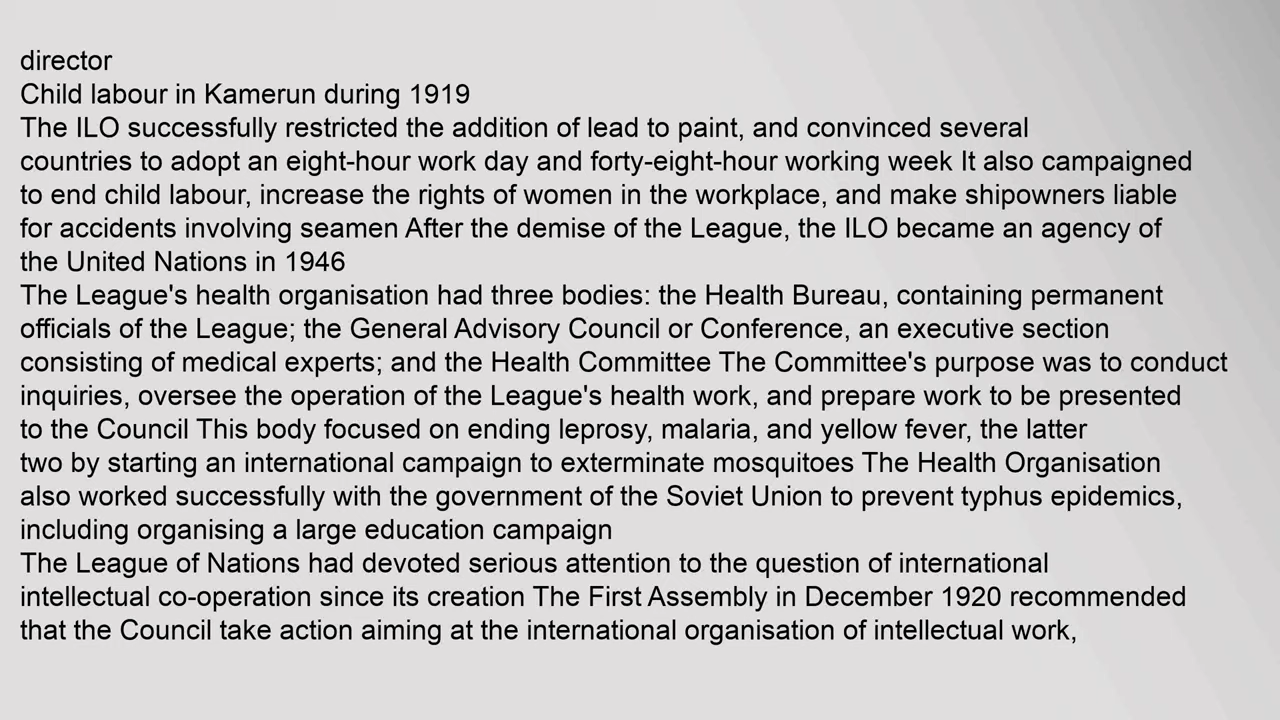 director
Child labour in Kamerun during 1919
The ILO successfully restricted the addition of lead to paint, and convinced several
countries to adopt an eight-hour work day and forty-eight-hour working week It also campaigned
to end child labour, increase the rights of women in the workplace, and make shipowners liable
for accidents involving seamen After the demise of the League, the ILO became an agency of
the United Nations in 1946
The League's health organisation had three bodies: the Health Bureau, containing permanent
officials of the League; the General Advisory Council or Conference, an executive section
consisting of medical experts; and the Health Committee The Committee's purpose was to conduct
inquiries, oversee the operation of the League's health work, and prepare work to be presented
to the Council This body focused on ending leprosy, malaria, and yellow fever, the latter
two by starting an international campaign to exterminate mosquitoes The Health Organisation
also worked successfully with the government of the Soviet Union to prevent typhus epidemics,
including organising a large education campaign
The League of Nations had devoted serious attention to the question of international
intellectual co-operation since its creation The First Assembly in December 1920 recommended
that the Council take action aiming at the international organisation of intellectual work,